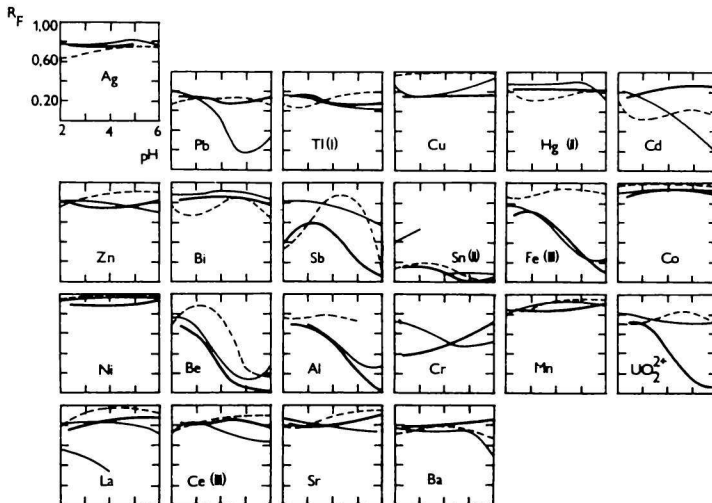 R_F
1.00
0.60
0.20
Ag
2 4 6
pH
Pb
Tl(I)
Cu
Hg (II)
Cd
Zn
Bi
Sb
Sn(II)
Fe(III)
Co
Ni
Be
Al
Cr
Mn
UO₂²⁺
La
Ce (III)
Sr
Ba